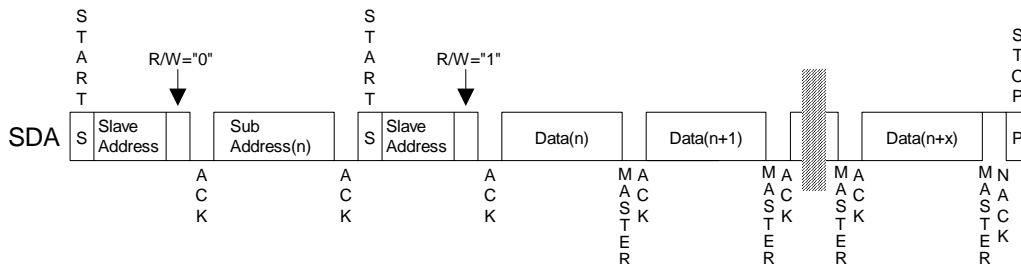 START
START
STOP
R/W="0"
R/W="1"
SDA
S
Slave
Address
Sub
Address(n)
S
Slave
Address
Data(n)
Data(n+1)
Data(n+x)
P
ACK
ACK
ACK
MASTER
ACK
MASTER
ACK
MASTER
ACK
MASTER
NACK